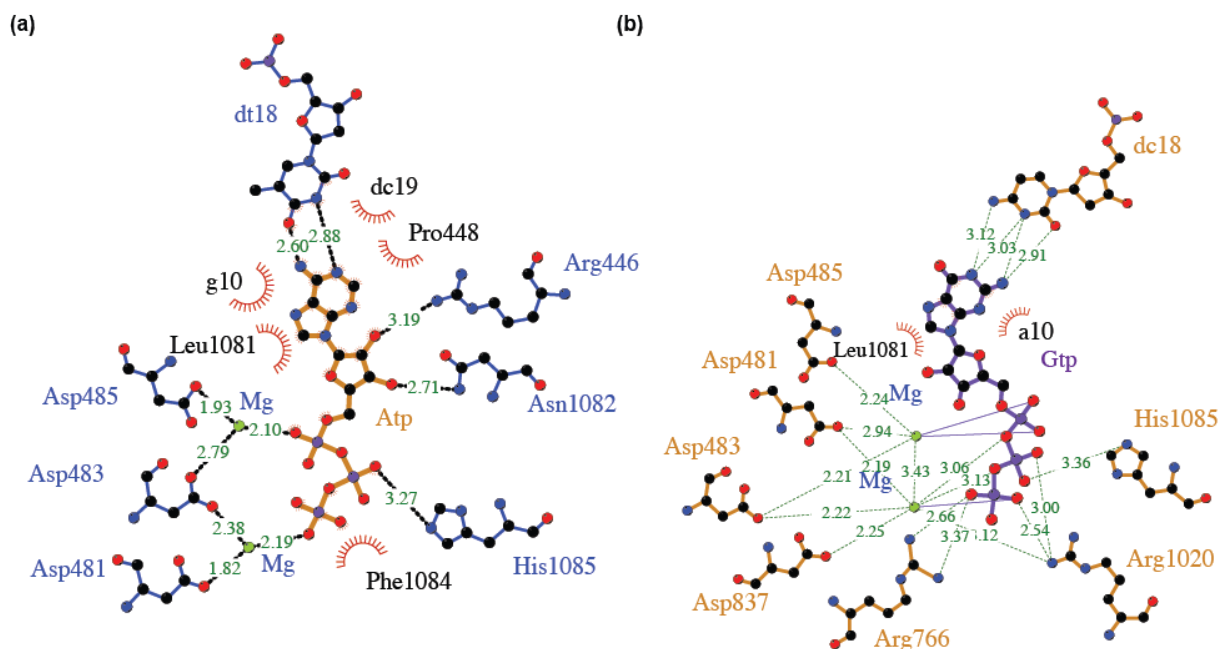 (a)
(b)
dt18
dc19
Pro448
2.60
2.88
g10
Arg446
3.19
Leu1081
Asp485
Mg
2.71
Asn1082
1.93
2.10
Atp
2.79
Asp483
3.27
2.38
2.19
Mg
Asp481
1.82
Phe1084
His1085
dc18
3.12
3.03
2.91
Asp485
a10
Leu1081
Gtp
Asp481
Mg
2.24
His1085
2.94
2.19
3.43
3.06
3.36
2.21
Mg
3.13
Asp483
2.22
3.00
2.66
2.54
2.25
3.37
.12
Asp837
Arg1020
Arg766